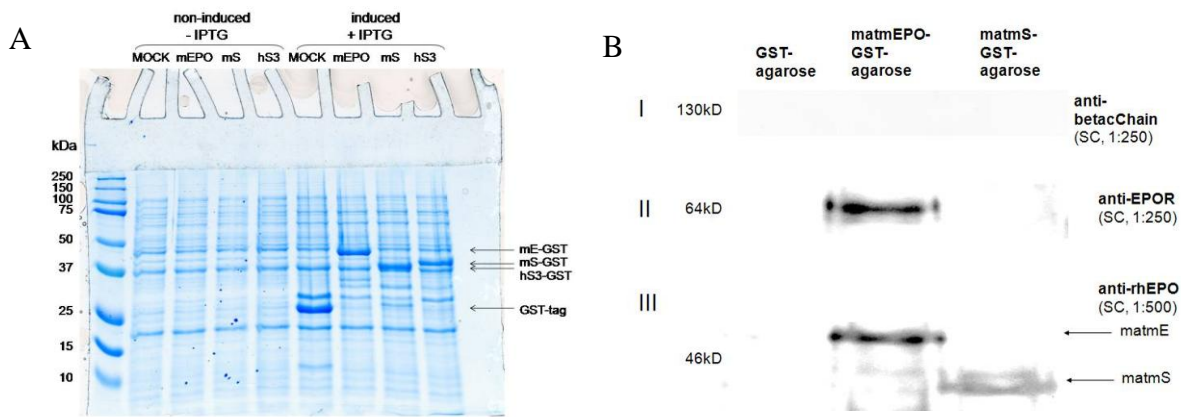 A
non-induced
- IPTG
induced
+ IPTG
MOCK mEPO mS hS3 MOCK mEPO mS hS3
kDa
250
150
100
75
50
37
25
15
10
mE-GST
mS-GST
hS3-GST
GST-tag
B
GST-
agarose
matmEPO-
GST-
agarose
matmS-
GST-
agarose
I
130kD
anti-
betacChain
(SC, 1:250)
II
64kD
anti-EPOR
(SC, 1:250)
III
anti-rhEPO
(SC, 1:500)
matmE
46kD
matmS